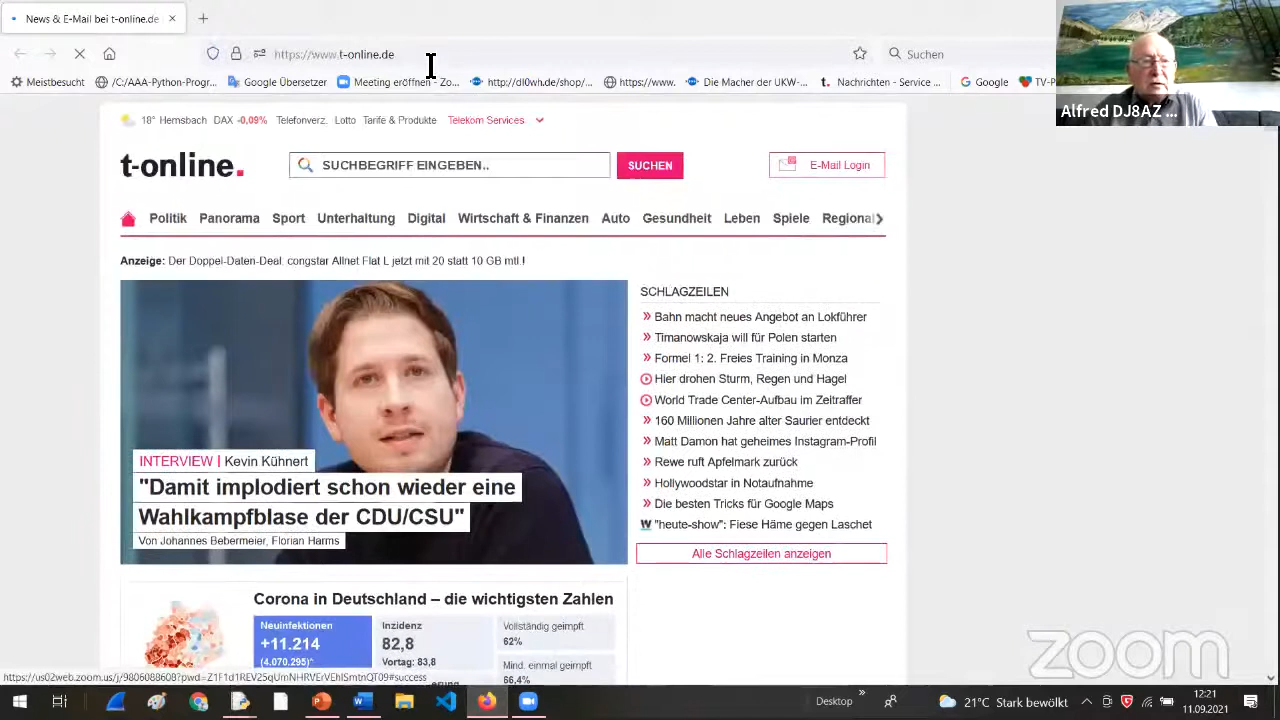 News & E-Mail bei t-online.de
https://www.t-online.de
Suchen
Meistbesucht
C/AAA-Python-Progr...
Meeting öffnen - Zoom
http://dl0wh.de/shop/...
https://www.
Die Macher der UKW-...
Nachrichten - Service ...
Google
Alfred DJ8AZ ...
18° Hemsbach
DAX -0,09%
Telefonverz.
Lotto
Tarife & Produkte
Telekom Services
t-online.
SUCHBEGRIFF EINGEBEN..
SUCHEN
E-Mail Login
Politik
Panorama
Sport
Unterhaltung
Digital
Wirtschaft & Finanzen
Auto
Gesundheit
Leben
Spiele
Regional
Anzeige: Der Doppel-Daten-Deal. congstar Allnet Flat L jetzt mit 20 statt 10 GB mtl.!
INTERVIEW | Kevin Kühnert
"Damit implodiert schon wieder eine
Wahlkampfblase der CDU/CSU"
Von Johannes Bebermeier, Florian Harms
SCHLAGZEILEN
Bahn macht neues Angebot an Lokführer
Timanowskaja will für Polen starten
Formel 1: 2. Freies Training in Monza
Hier drohen Sturm, Regen und Hagel
World Trade Center-Aufbau im Zeitraffer
160 Millionen Jahre alter Saurier entdeckt
Matt Damon hat geheimes Instagram-Profil
Rewe ruft Apfelmark zurück
Hollywoodstar in Notaufnahme
Die besten Tricks für Google Maps
"heute-show": Fiese Häme gegen Laschet
Alle Schlagzeilen anzeigen
Corona in Deutschland – die wichtigsten Zahlen
Neuinfektionen
+11.214
(4.070.295)
Inzidenz
82,8
Vortag: 83,8
Vollständig geimpft
62%
Mind. einmal geimpft
66,4%
zoom
Desktop
21°C Stark bewölkt
12:21
11.09.2021